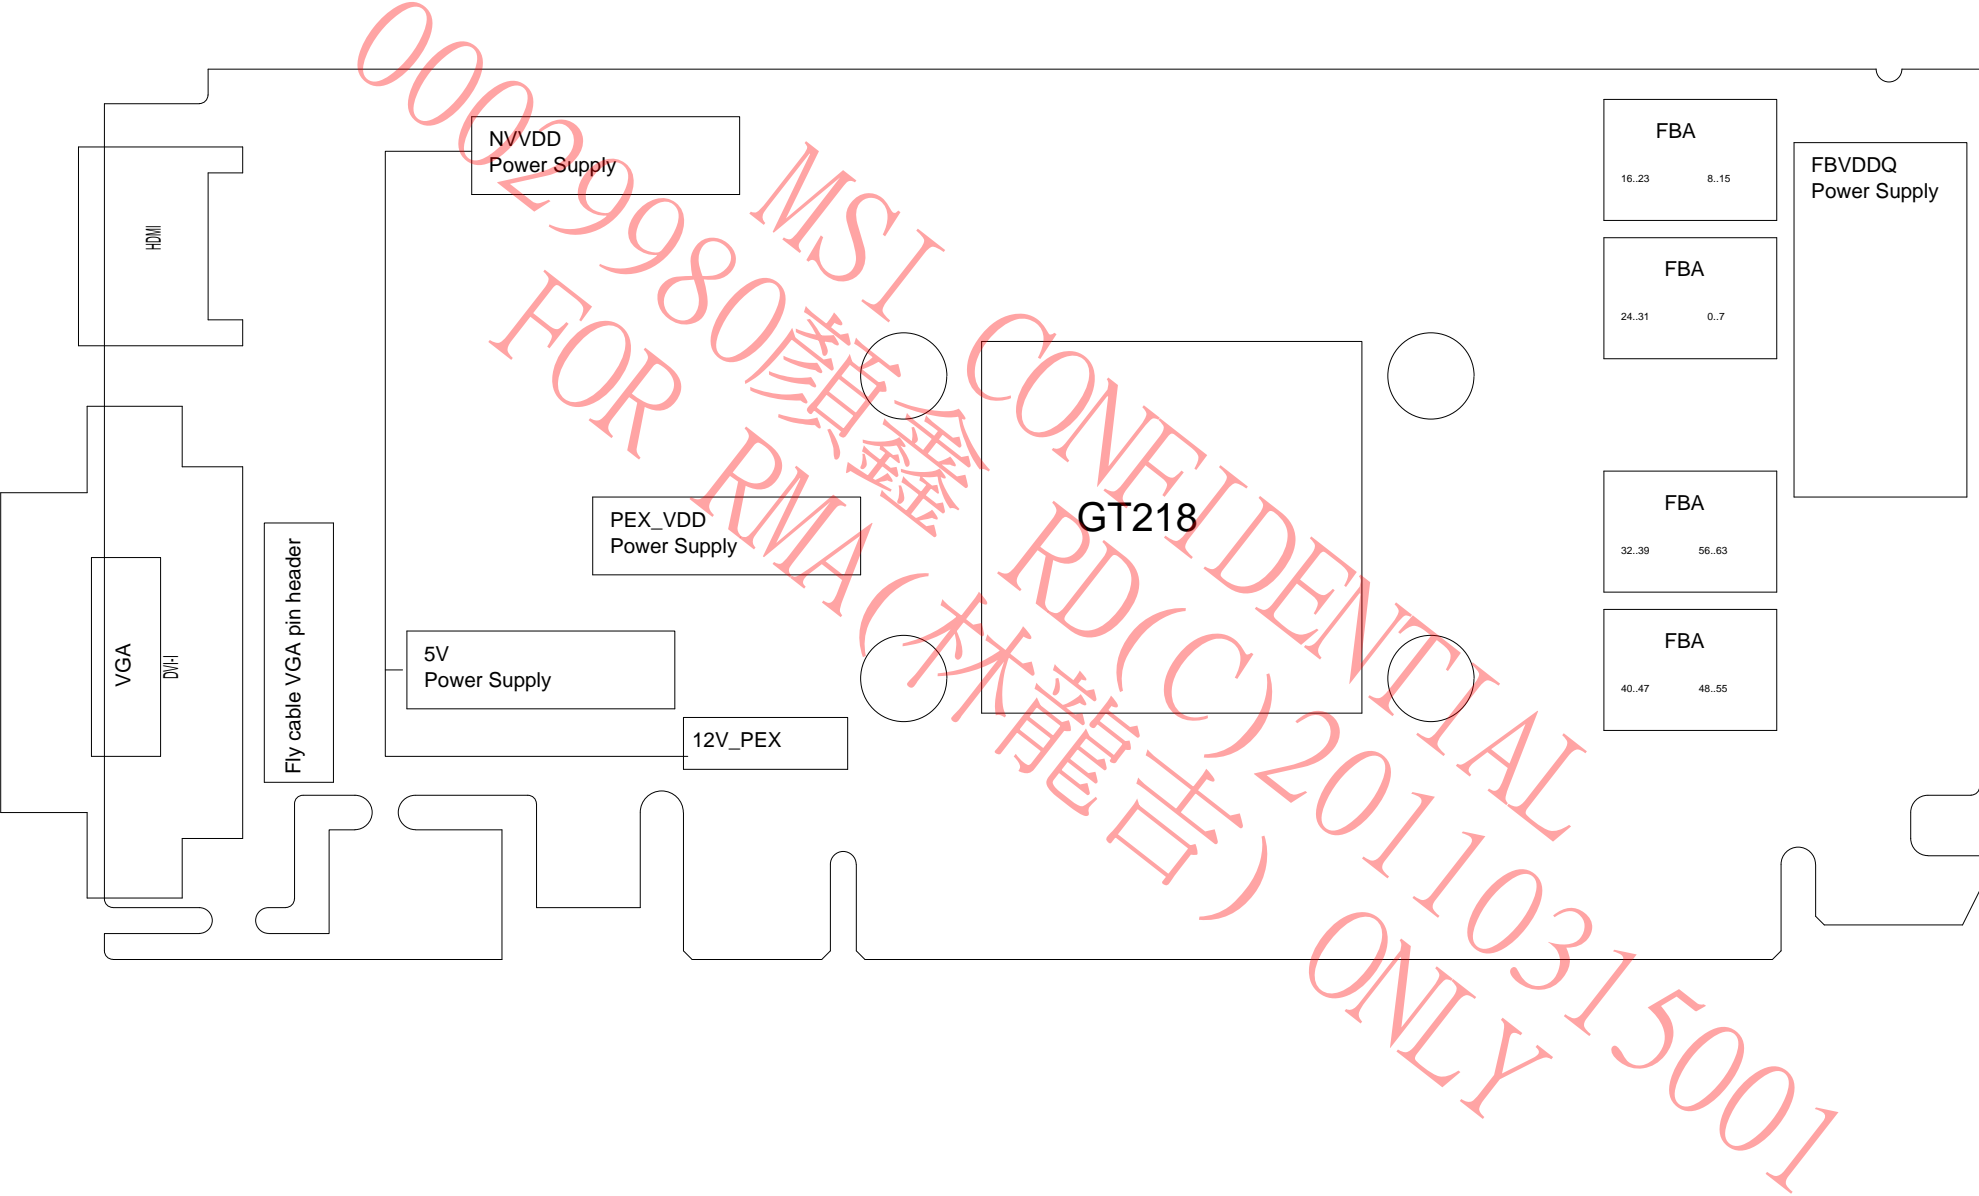 NVVDD
Power Supply
HDMI
PEX_VDD
Power Supply
5V
Power Supply
12V_PEX
VGA
DVI-I
Fly cable VGA pin header
GT218
FBA
16..23 8..15
FBA
24..31 0..7
FBA
32..39 56..63
FBA
40..47 48..55
FBVDDQ
Power Supply
MSI CONFIDENTIAL
00029980顏鑫 RD(C)20110315001
FOR RMA(林龍吉) ONLY